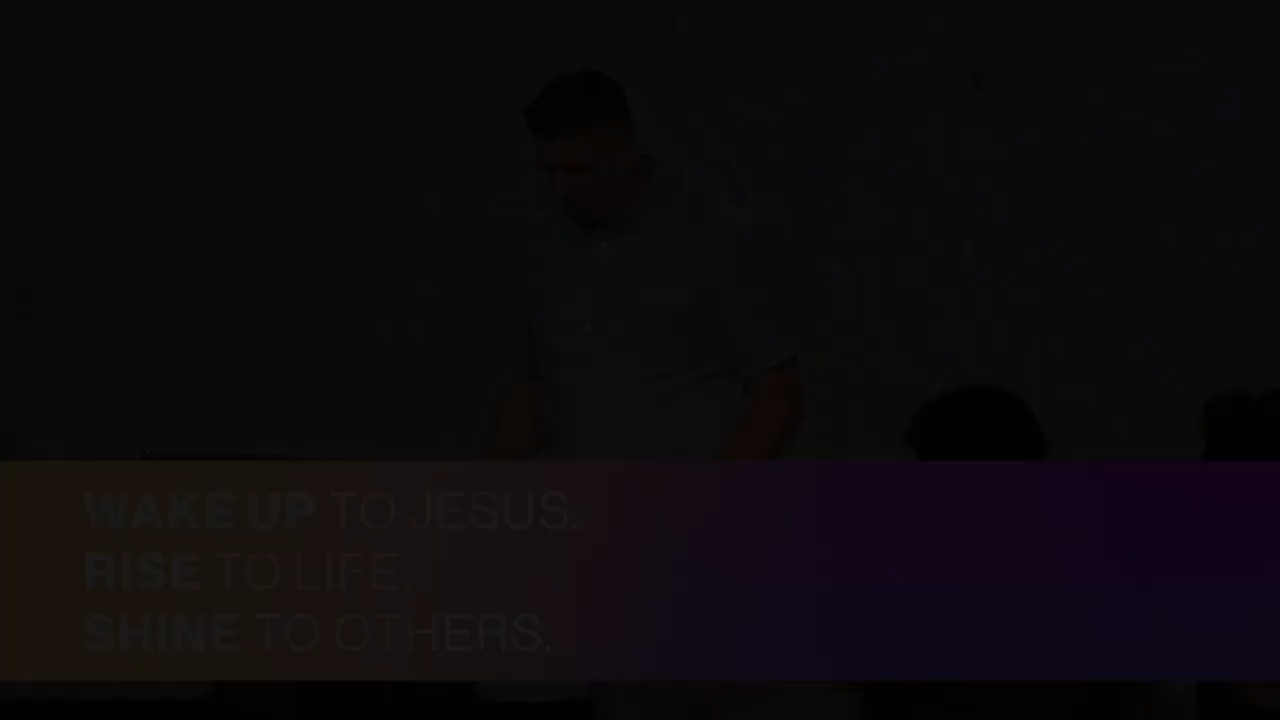 WAKE UP TO JESUS.
RISE TO LIFE.
SHINE TO OTHERS.